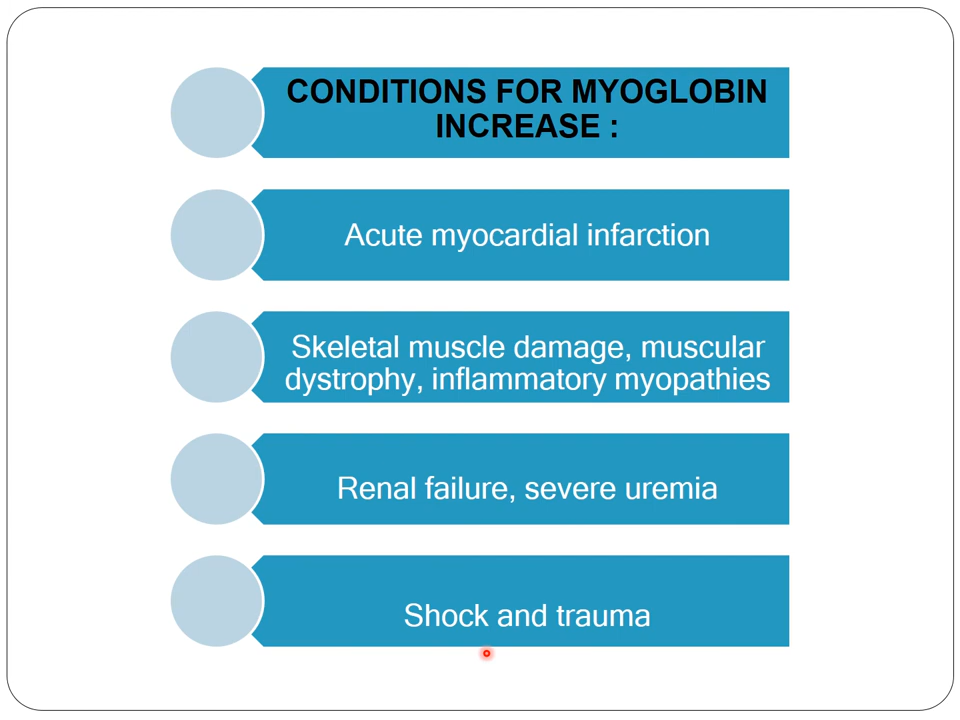 CONDITIONS FOR MYOGLOBIN
INCREASE :
Acute myocardial infarction
Skeletal muscle damage, muscular
dystrophy, inflammatory myopathies
Renal failure, severe uremia
Shock and trauma